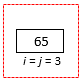 65
i = j = 3